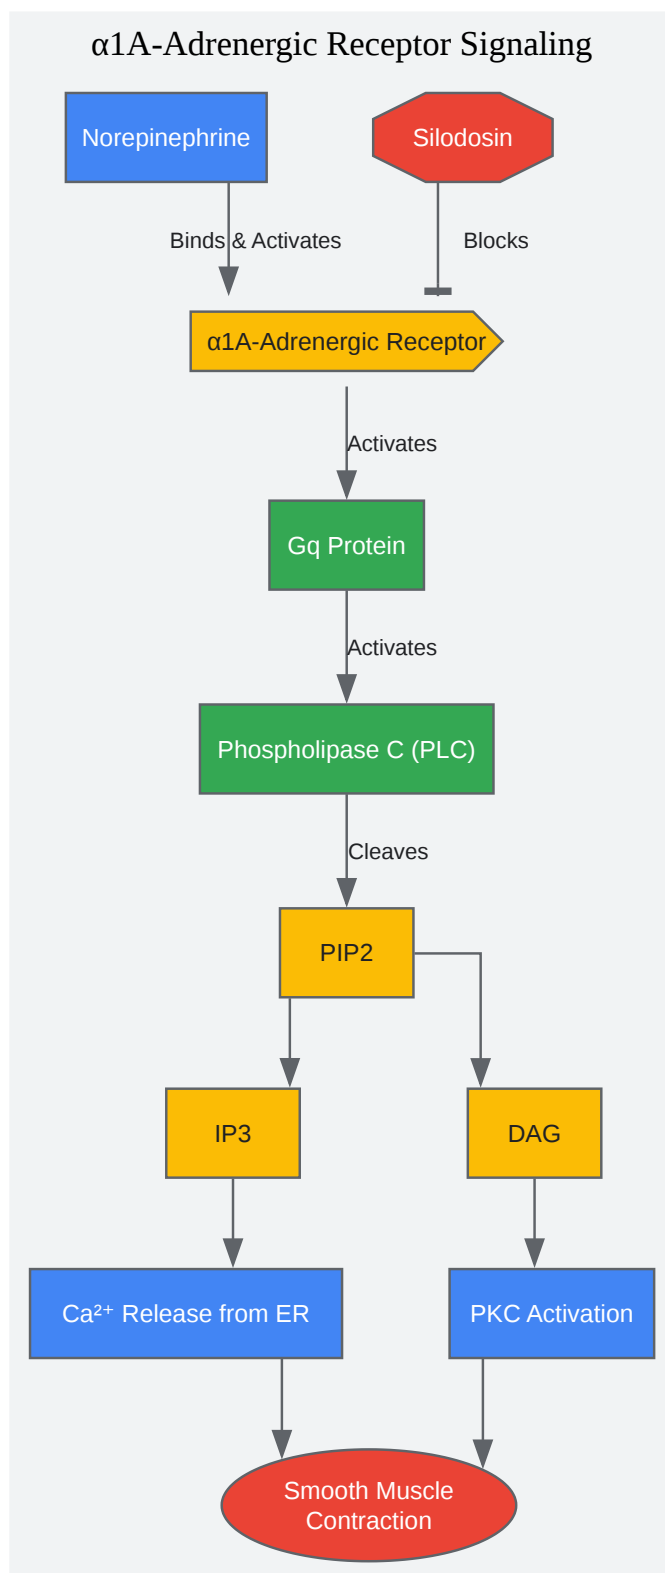 α1A-Adrenergic Receptor Signaling
Norepinephrine
Silodosin
Binds & Activates
Blocks
α1A-Adrenergic Receptor
Activates
Gq Protein
Activates
Phospholipase C (PLC)
Cleaves
PIP2
IP3
DAG
Ca²⁺ Release from ER
PKC Activation
Smooth Muscle
Contraction